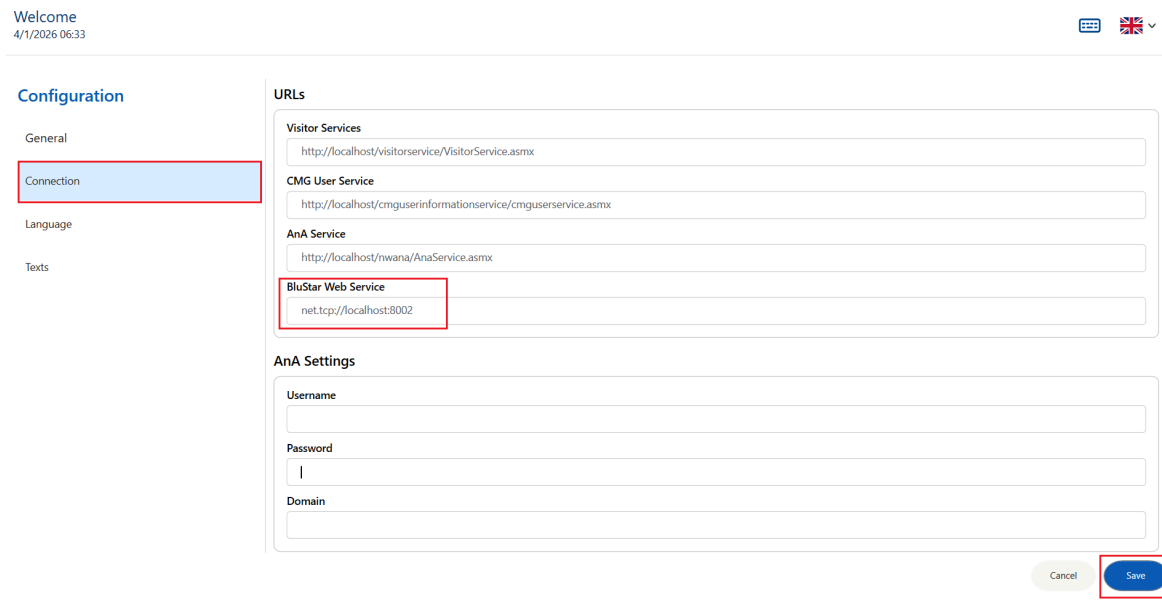 Welcome
4/1/2026 06:33
Configuration
General
Connection
Language
Texts
URLs
Visitor Services
http://localhost/visitorservice/VisitorService.asmx
CMG User Service
http://localhost/cmguserinformationservice/cmguserservice.asmx
AnA Service
http://localhost/nwana/AnaService.asmx
BluStar Web Service
net.tcp://localhost:8002
AnA Settings
Username
Password
Domain
Cancel
Save